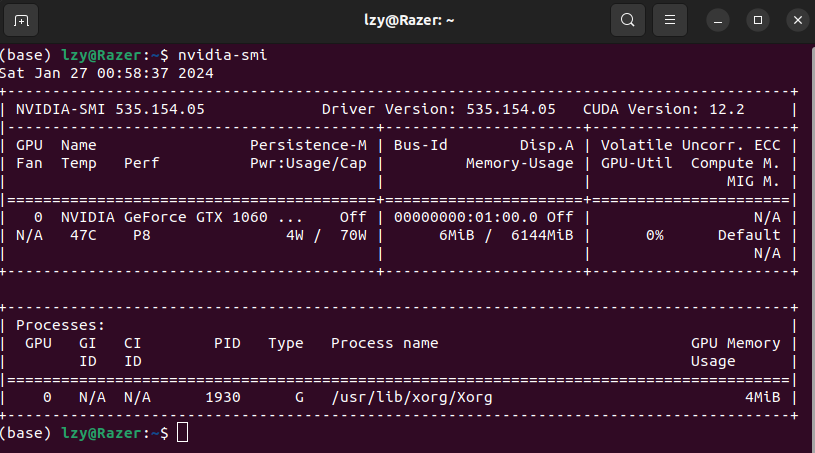 lzy@Razer: ~
(base) lzy@Razer:~$ nvidia-smi
Sat Jan 27 00:58:37 2024
+---------------------------------------------------------------------------------------+
| NVIDIA-SMI 535.154.05             Driver Version: 535.154.05   CUDA Version: 12.2     |
|-----------------------------------------+----------------------+----------------------+
| GPU  Name                 Persistence-M | Bus-Id        Disp.A | Volatile Uncorr. ECC |
| Fan  Temp   Perf          Pwr:Usage/Cap |         Memory-Usage | GPU-Util  Compute M. |
|                                         |                      |               MIG M. |
|=========================================+======================+======================|
|   0  NVIDIA GeForce GTX 1060 ...    Off | 00000000:01:00.0 Off |                  N/A |
| N/A   47C    P8               4W /  70W |      6MiB /  6144MiB |      0%      Default |
|                                         |                      |                  N/A |
+-----------------------------------------+----------------------+----------------------+
+---------------------------------------------------------------------------------------+
| Processes:                                                                            |
|  GPU   GI   CI        PID   Type   Process name                            GPU Memory |
|        ID   ID                                                             Usage      |
|=======================================================================================|
|    0   N/A  N/A      1930      G   /usr/lib/xorg/Xorg                            4MiB |
+---------------------------------------------------------------------------------------+
(base) lzy@Razer:~$